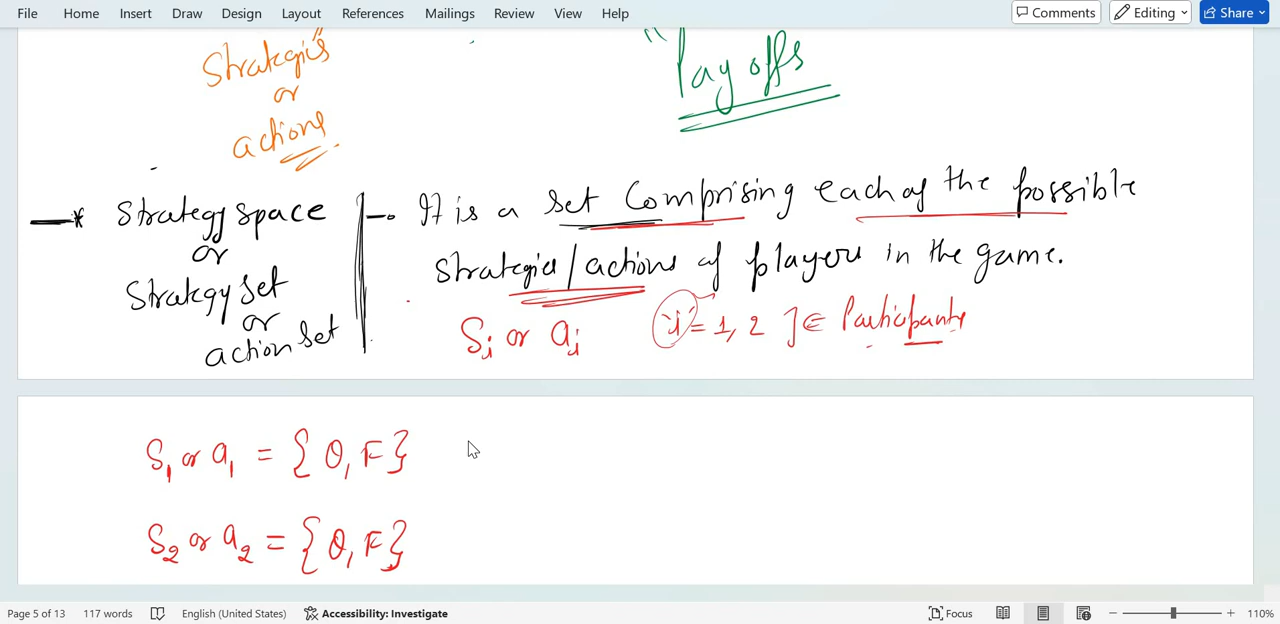 File Home Insert Draw Design Layout References Mailings Review View Help Comments Editing Share
Strategies
or
actions
Pay offs
* Strategy space
or
Strategy Set
or
action Set
It is a set Comprising each of the possible
strategies/actions of players in the game.
Si or ai 'i' = 1, 2 ] ∈ Participants
S1 or a1 = {O, F}
S2 or a2 = {O, F}
Page 5 of 13 117 words English (United States) Accessibility: Investigate Focus 110%